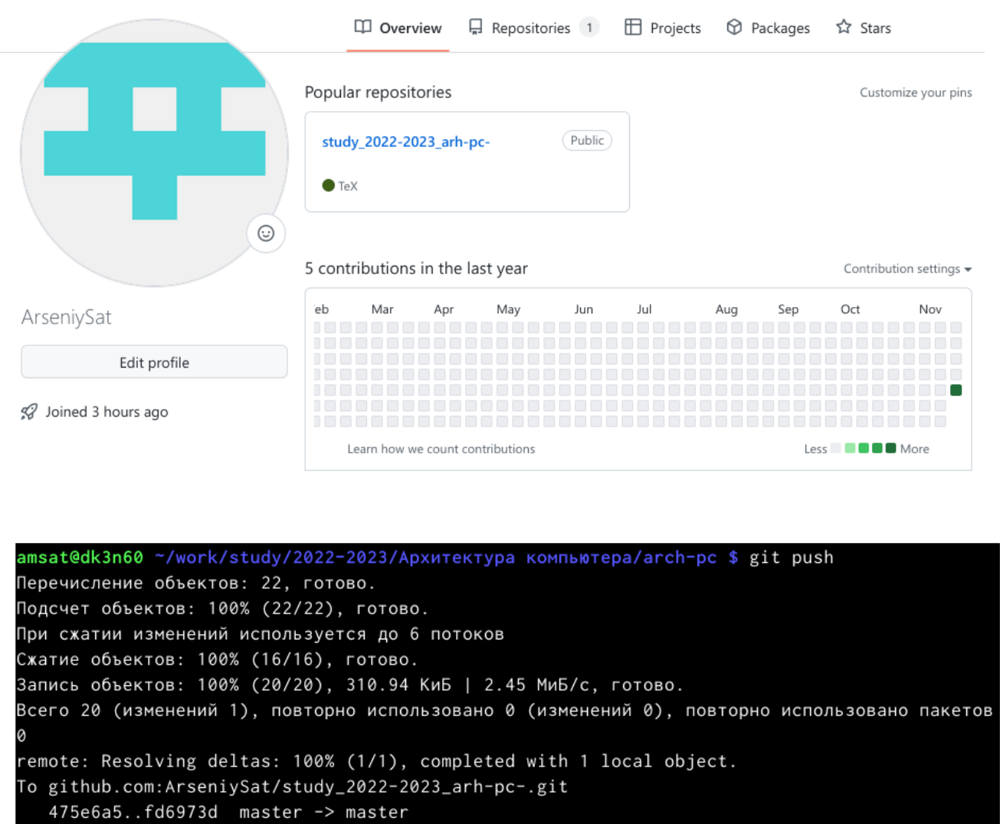 Overview Repositories 1 Projects Packages Stars
Popular repositories
Customize your pins
study_2022-2023_arh-pc-
Public
TeX
5 contributions in the last year
Contribution settings
eb Mar Apr May Jun Jul Aug Sep Oct Nov
Learn how we count contributions
Less More
ArseniySat
Edit profile
Joined 3 hours ago
amsat@dk3n60 ~/work/study/2022-2023/Архитектура компьютера/arch-pc $ git push
Перечисление объектов: 22, готово.
Подсчет объектов: 100% (22/22), готово.
При сжатии изменений используется до 6 потоков
Сжатие объектов: 100% (16/16), готово.
Запись объектов: 100% (20/20), 310.94 КиБ | 2.45 МиБ/с, готово.
Всего 20 (изменений 1), повторно использовано 0 (изменений 0), повторно использовано пакетов
0
remote: Resolving deltas: 100% (1/1), completed with 1 local object.
To github.com:ArseniySat/study_2022-2023_arh-pc-.git
475e6a5..fd6973d master -> master